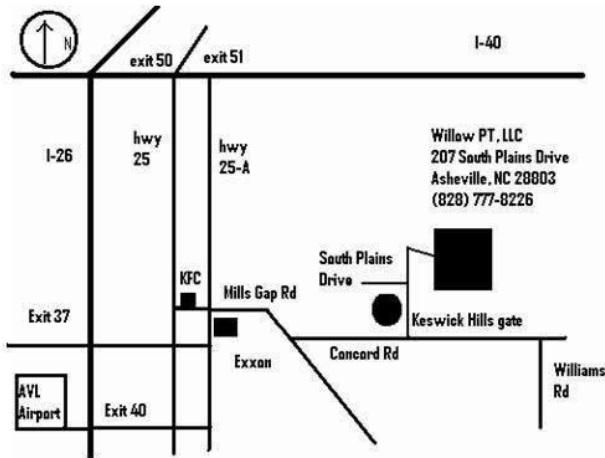 N
exit 50
exit 51
I-40
I-26
hwy
25
hwy
25-A
Willow PT, LLC
207 South Plains Drive
Asheville, NC 28803
(828) 777-8226
South Plains
Drive
KFC
Mills Gap Rd
Exit 37
Keswick Hills gate
Exxon
Concord Rd
Williams
Rd
AVL
Airport
Exit 40